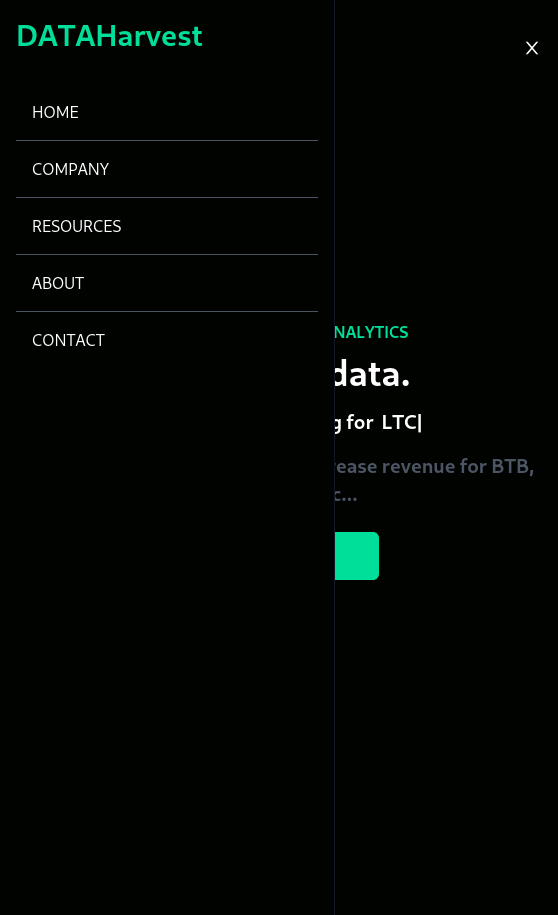 DATAHarvest
X
HOME
COMPANY
RESOURCES
ABOUT
CONTACT
NALYTICS
data.
g for LTC|
rease revenue for BTB,
c...